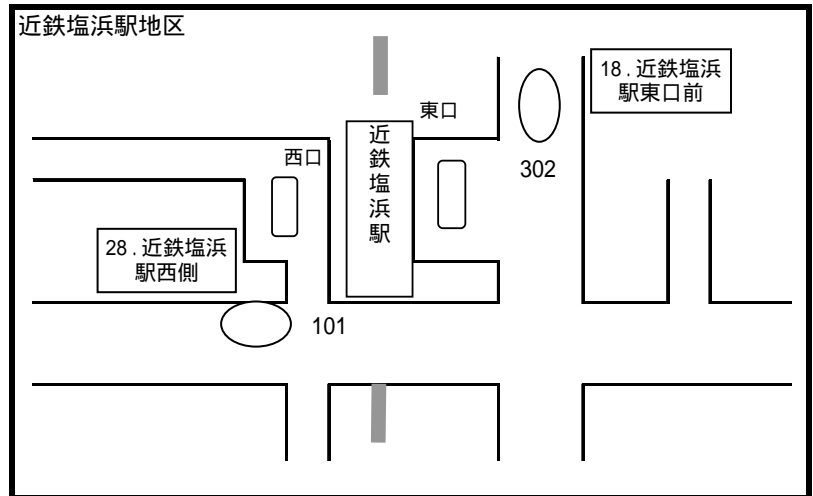 近鉄塩浜駅地区
18 . 近鉄塩浜
駅東口前
東口
近鉄塩浜駅
西口
302
28 . 近鉄塩浜
駅西側
101